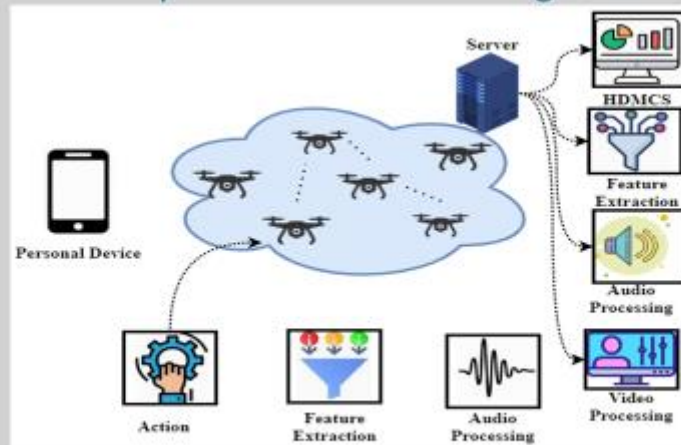 Server
HDMCS
Feature
Extraction
Personal Device
Audio
Processing
Action
Feature
Extraction
Audio
Processing
Video
Processing